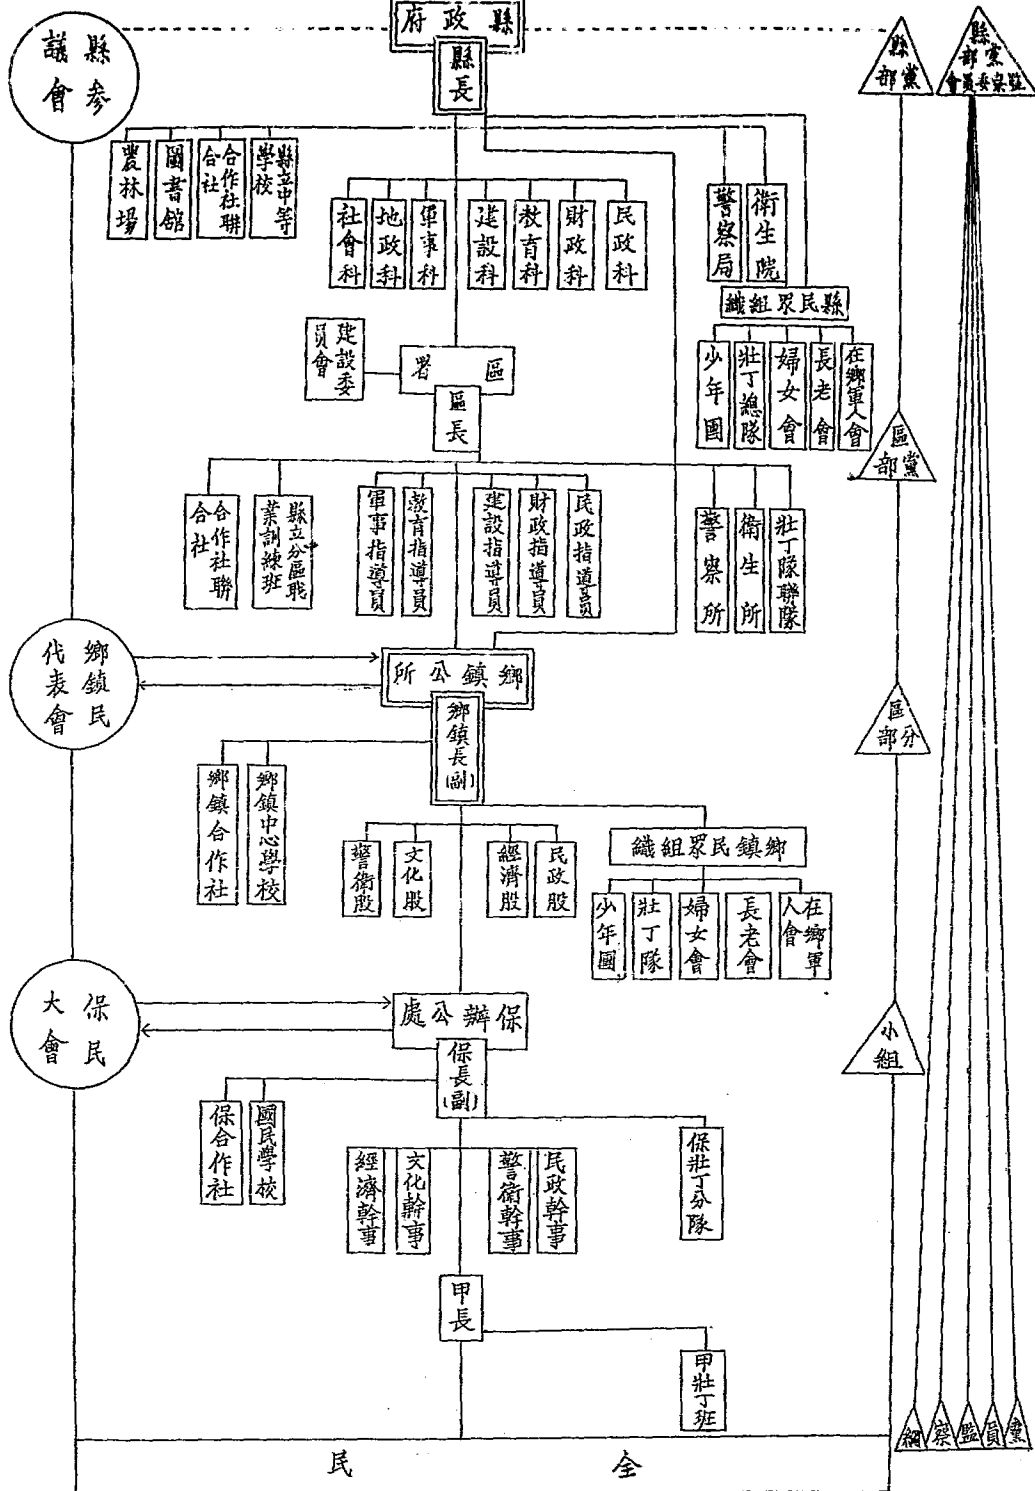 縣政府
縣長
縣參議會
縣黨部
縣黨部監察委員會
縣立中等學校
合作社聯合社
圖書館
農林場
衛生院
警察局
民政科
財政科
教育科
建設科
軍事科
地政科
社會科
縣民眾組織
在鄉軍人會
長老會
婦女會
壯丁總隊
少年團
建設委員會
區署
區長
區黨部
縣立分區職業訓練班
合作社聯合社
民政指導員
財政指導員
建設指導員
教育指導員
軍事指導員
壯丁隊聯隊
衛生所
警察所
鄉鎮民代表會
鄉鎮公所
鄉鎮長(副)
區分部
鄉鎮中心學校
鄉鎮合作社
民政股
經濟股
文化股
警衛股
鄉鎮民眾組織
在鄉軍人會
長老會
婦女會
壯丁隊
少年團
保民大會
保辦公處
保長(副)
小組
國民學校
保合作社
民政幹事
警衛幹事
文化幹事
經濟幹事
保壯丁分隊
甲長
甲壯丁班
黨員監察網
全民